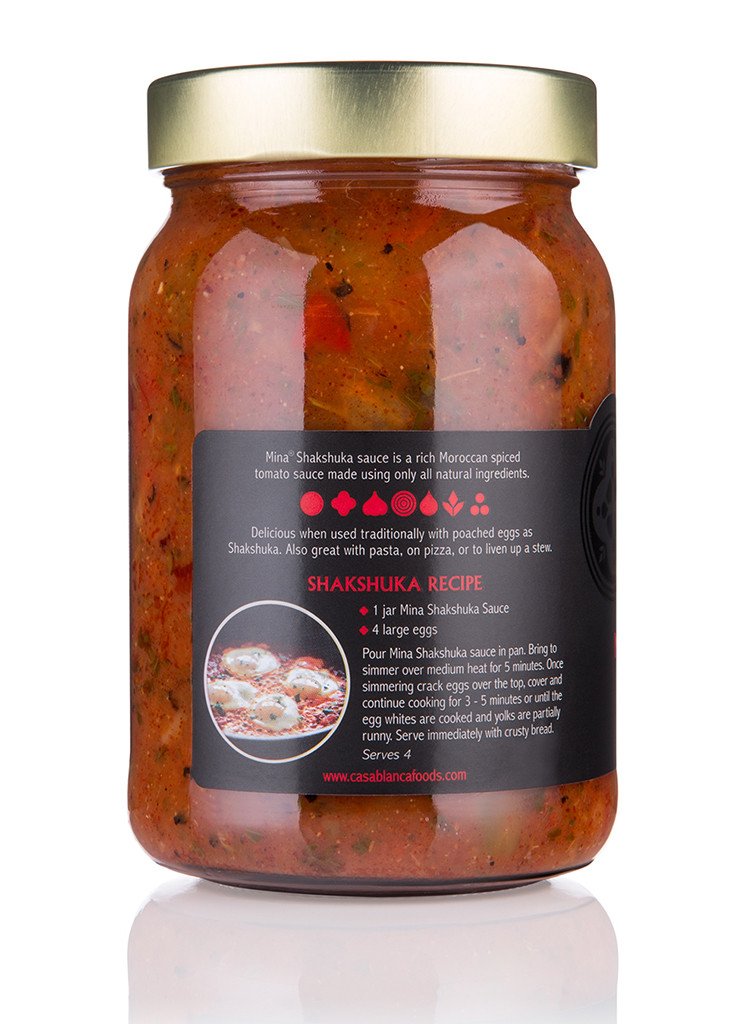 Mina® Shakshuka sauce is a rich Moroccan spiced
tomato sauce made using only all natural ingredients.
Delicious when used traditionally with poached eggs as
Shakshuka. Also great with pasta, on pizza, or to liven up a stew.
SHAKSHUKA RECIPE
1 jar Mina Shakshuka Sauce
4 large eggs
Pour Mina Shakshuka sauce in pan. Bring to
simmer over medium heat for 5 minutes. Once
simmering crack eggs over the top, cover and
continue cooking for 3 - 5 minutes or until the
egg whites are cooked and yolks are partially
runny. Serve immediately with crusty bread.
Serves 4
www.casablancafoods.com